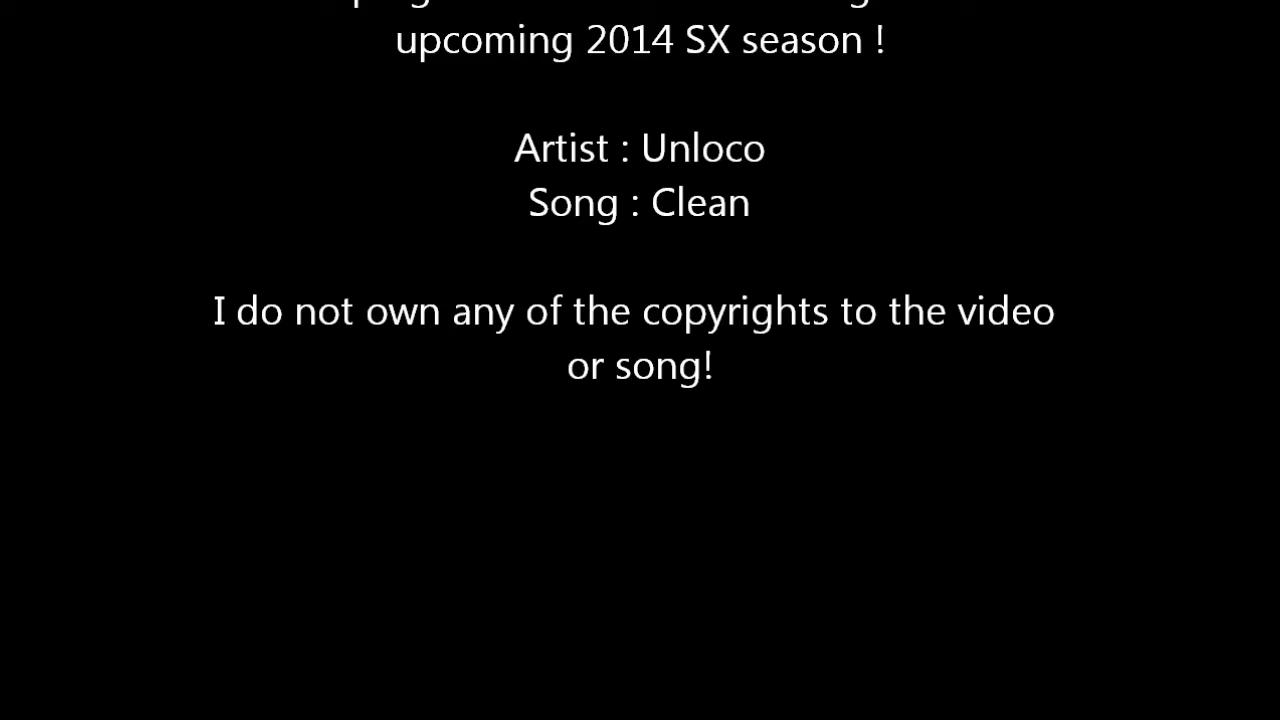 upcoming 2014 SX season !
Artist : Unloco
Song : Clean
I do not own any of the copyrights to the video
or song!